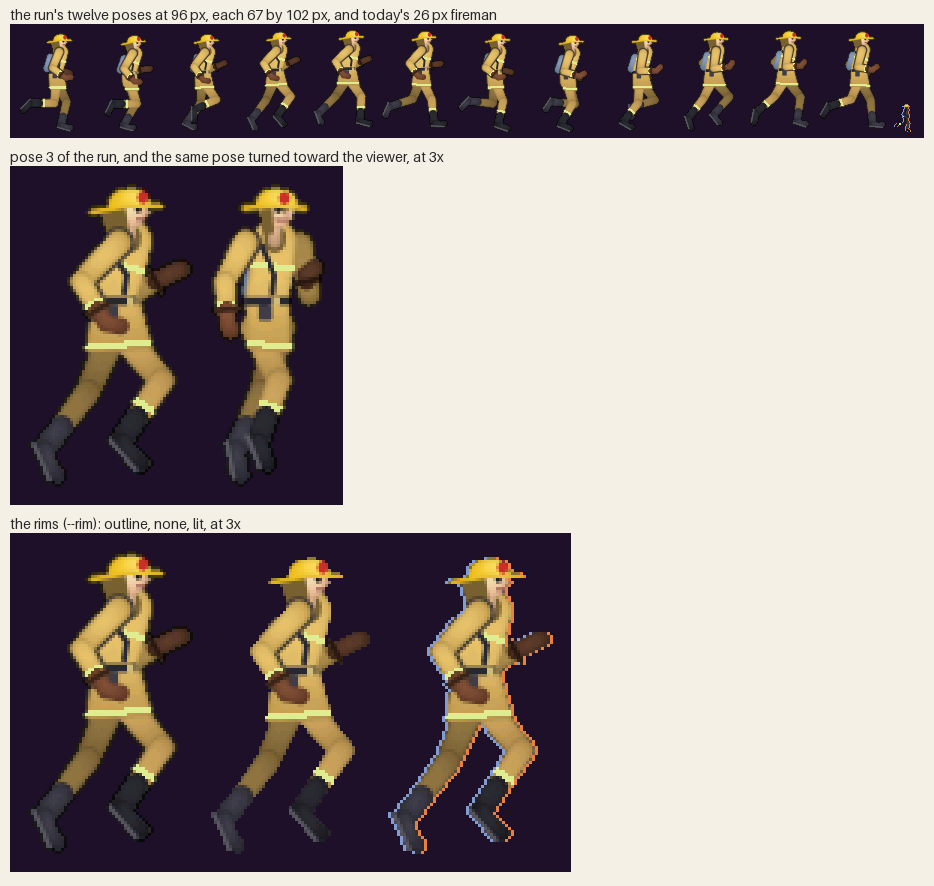 the run's twelve poses at 96 px, each 67 by 102 px, and today's 26 px fireman
pose 3 of the run, and the same pose turned toward the viewer, at 3x
the rims (--rim): outline, none, lit, at 3x